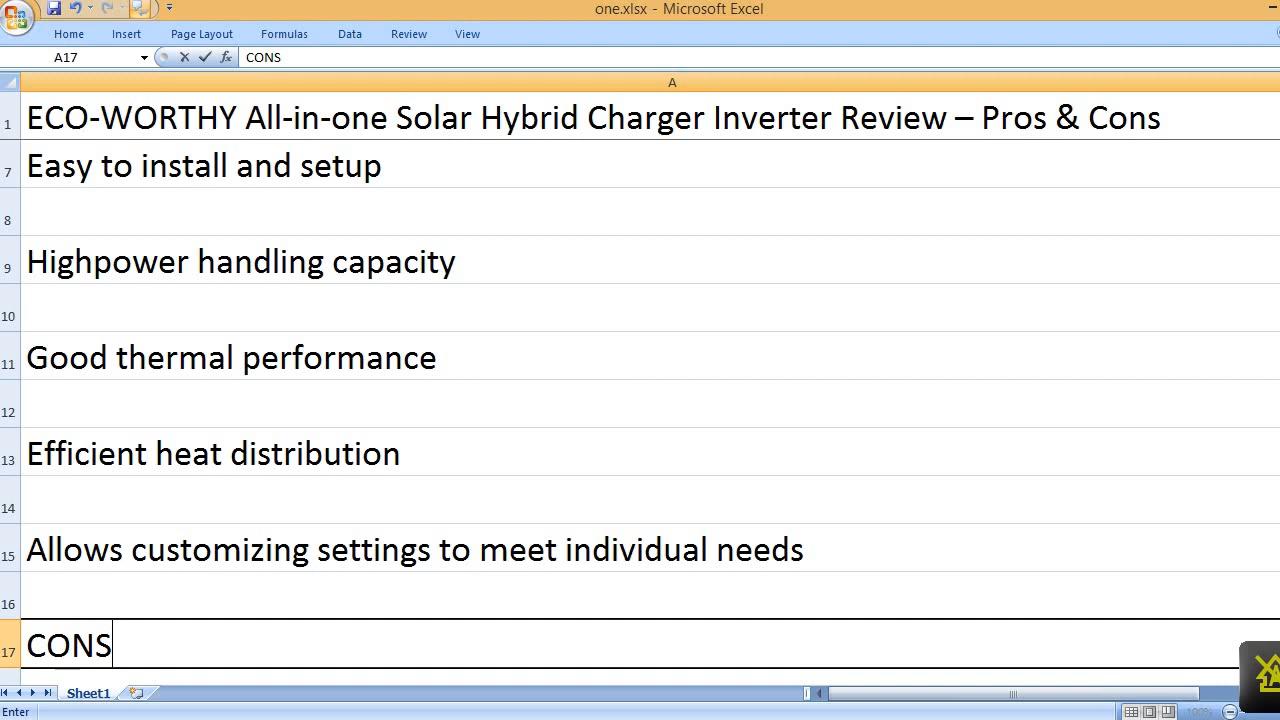 one.xlsx - Microsoft Excel
Home Insert Page Layout Formulas Data Review View
A17 fx CONS
A
1 ECO-WORTHY All-in-one Solar Hybrid Charger Inverter Review – Pros & Cons
7 Easy to install and setup
8
9 Highpower handling capacity
10
11 Good thermal performance
12
13 Efficient heat distribution
14
15 Allows customizing settings to meet individual needs
16
17 CONS
Sheet1
Enter 100%